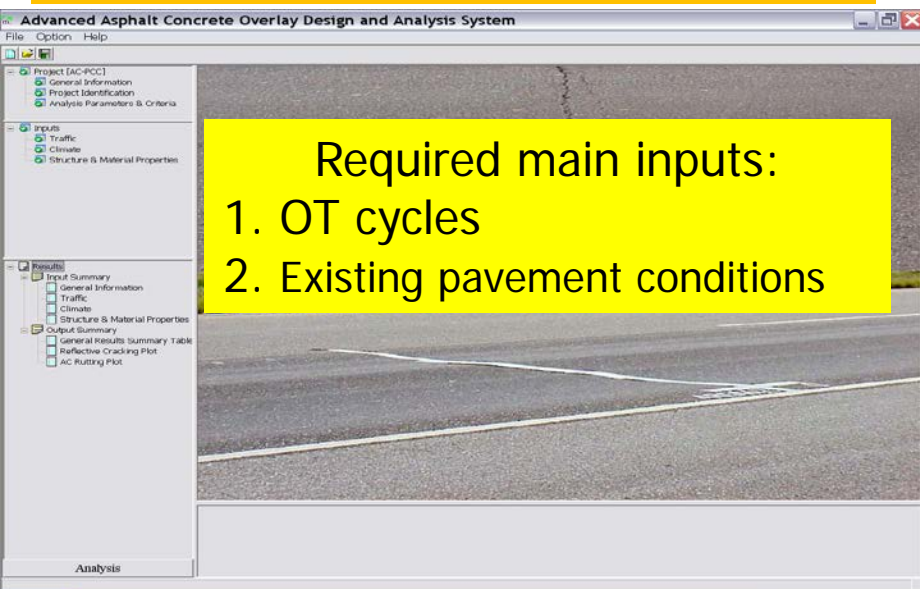 Advanced Asphalt Concrete Overlay Design and Analysis System
File Option Help
Project [AC-PCC]
General Information
Project Identification
Analysis Parameters & Criteria
Inputs
Traffic
Climate
Structure & Material Properties
Required main inputs:
1. OT cycles
2. Existing pavement conditions
Results
Input Summary
General Information
Traffic
Climate
Structure & Material Properties
Output Summary
General Results Summary Table
Reflective Cracking Plot
AC Rutting Plot
Analysis